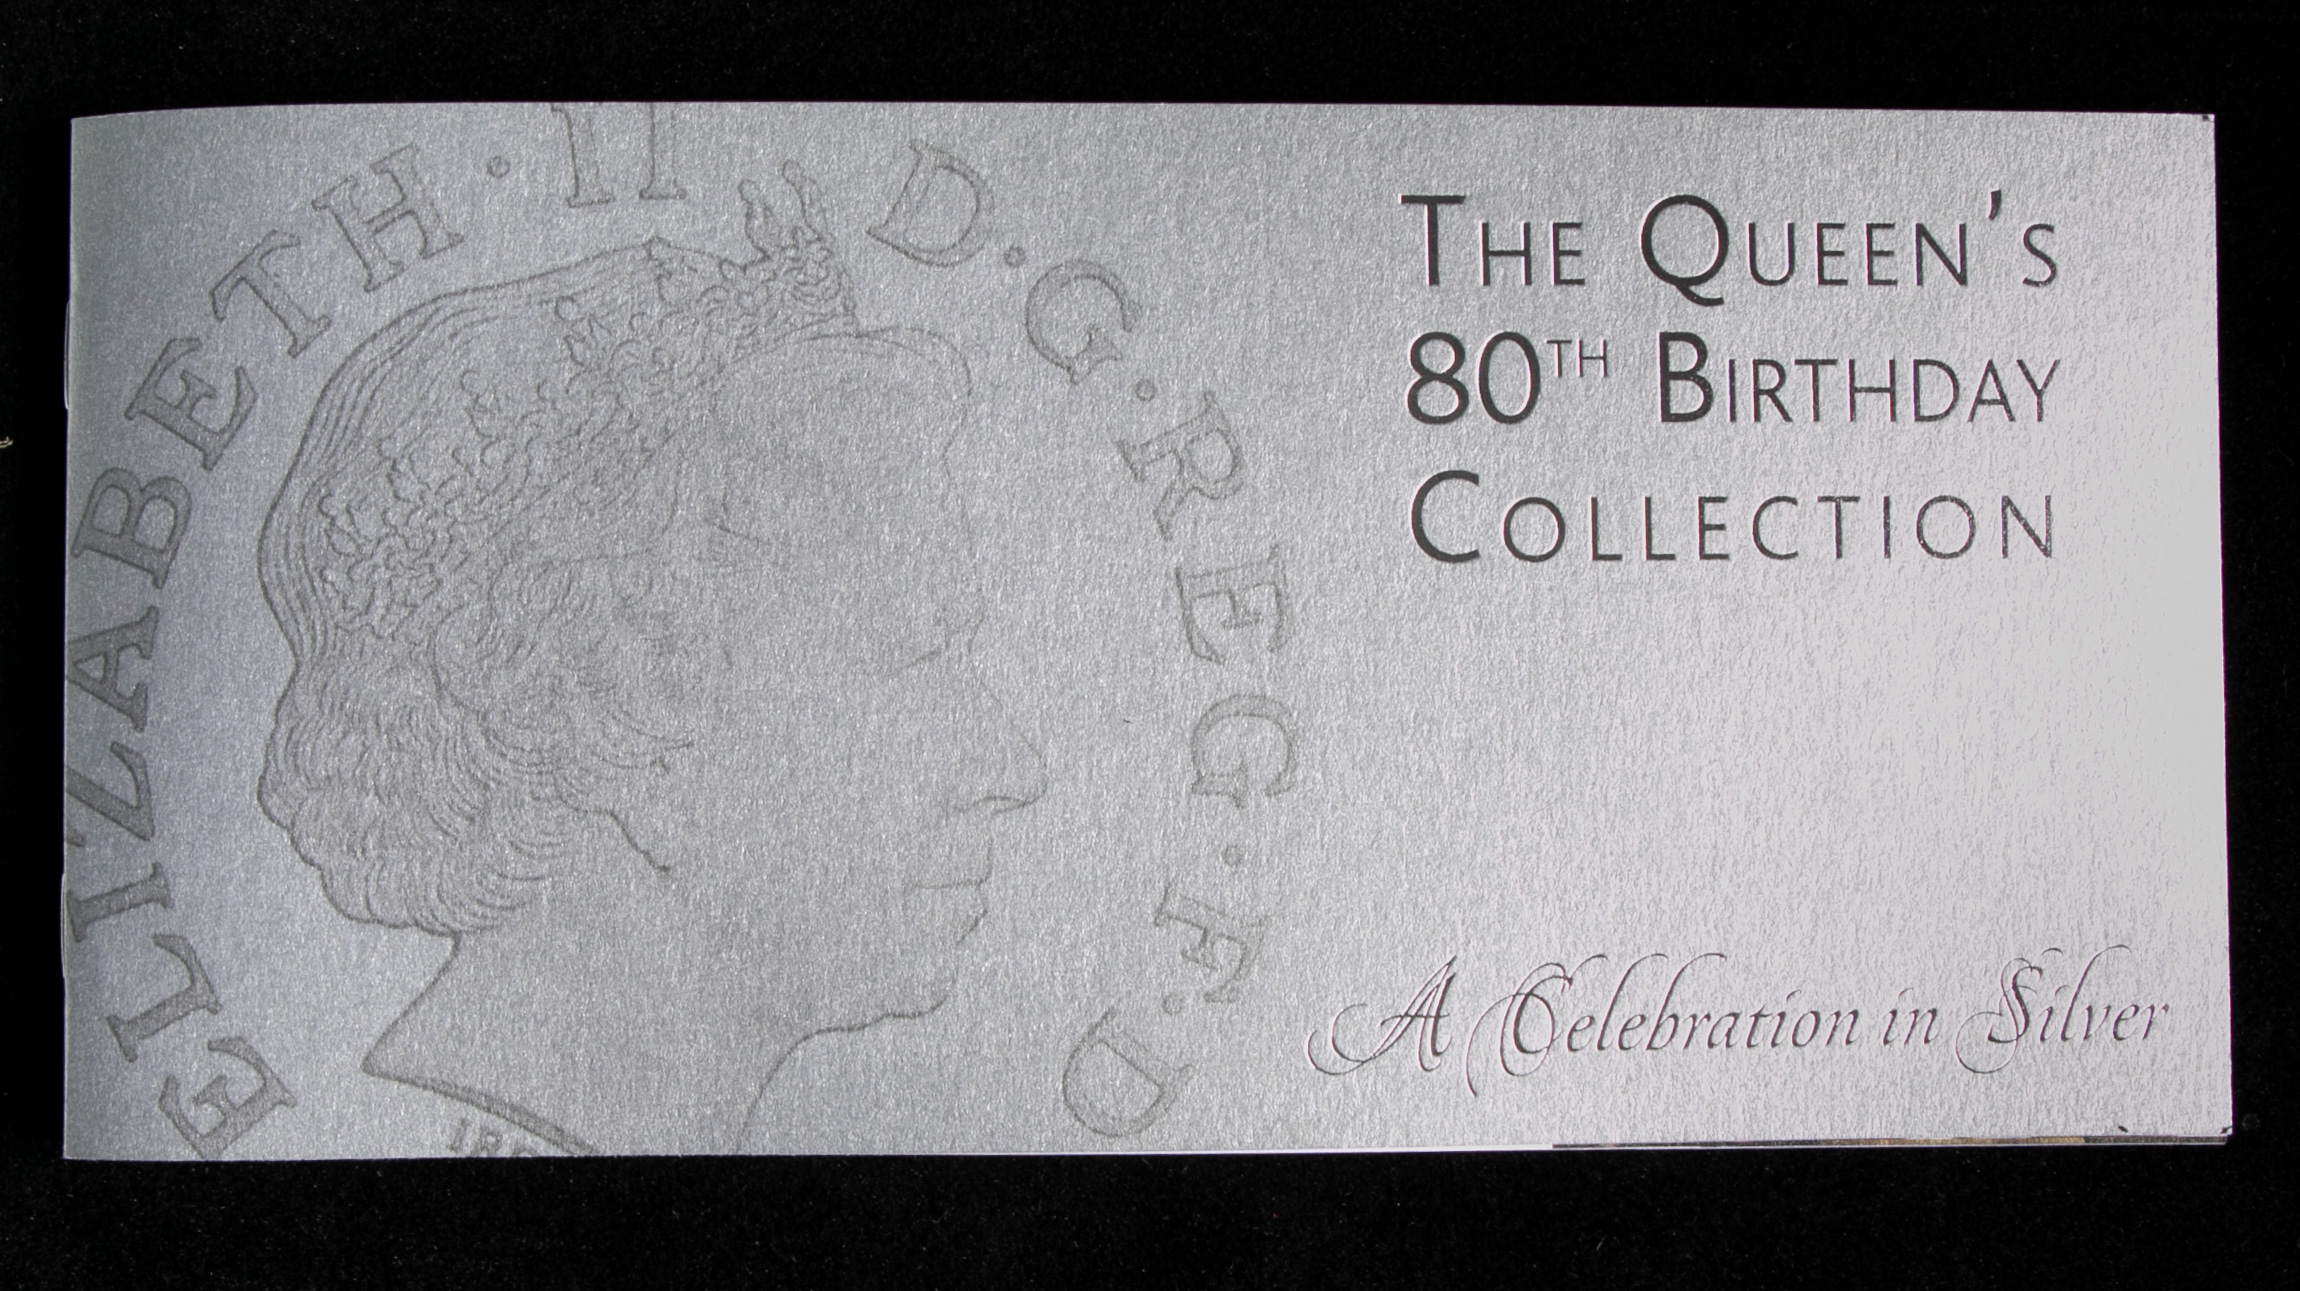 ELIZABETH · II D · G · REG · F · D
THE QUEEN'S
80TH BIRTHDAY
COLLECTION
A Celebration in Silver